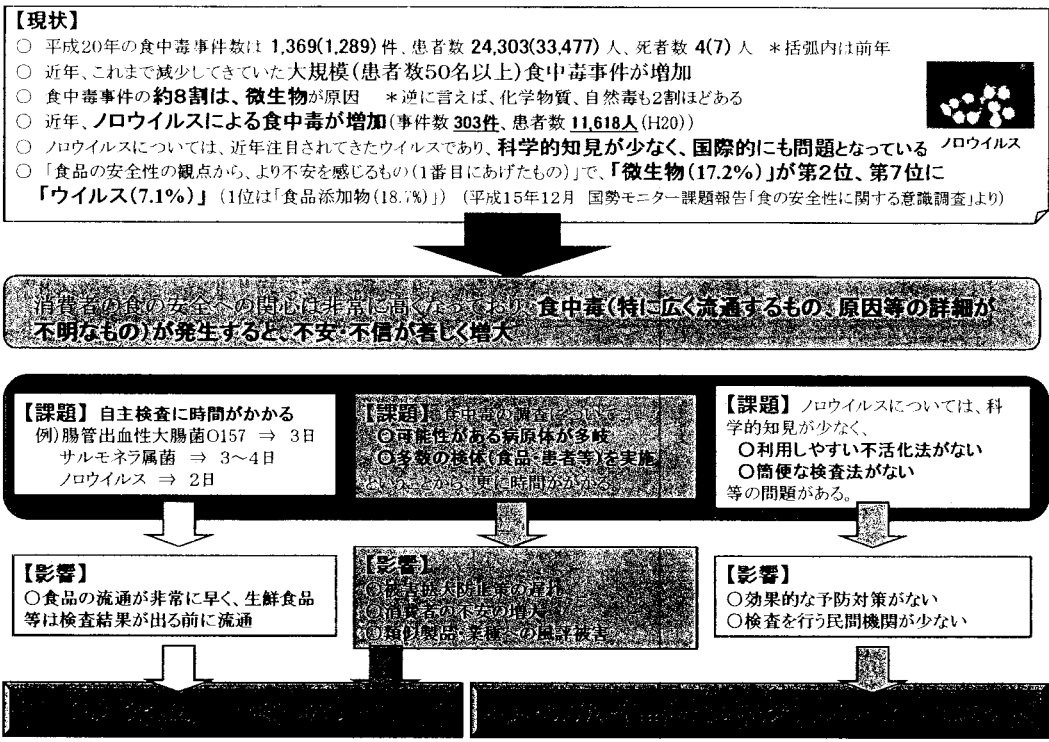 【現状】
○ 平成20年の食中毒事件数は 1,369(1,289) 件、患者数 24,303(33,477) 人、死者数 4(7) 人　＊括弧内は前年
○ 近年、これまで減少してきていた大規模（患者数50名以上）食中毒事件が増加
○ 食中毒事件の約8割は、微生物が原因　＊逆に言えば、化学物質、自然毒も2割ほどある
○ 近年、ノロウイルスによる食中毒が増加（事件数 303件、患者数 11,618人（H20））
○ ノロウイルスについては、近年注目されてきたウイルスであり、科学的知見が少なく、国際的にも問題となっている
ノロウイルス
○ 「食品の安全性の観点から、より不安を感じるもの（1番目にあげたもの）」で、「微生物（17.2%）」が第2位、第7位に
「ウイルス（7.1%）」（1位は「食品添加物（18.7%）」）（平成15年12月　国勢モニター課題報告「食の安全性に関する意識調査」より）
消費者の食の安全への関心は非常に高くなっており、食中毒（特に広く流通するもの、原因等の詳細が
不明なもの）が発生すると、不安・不信が著しく増大
【課題】 自主検査に時間がかかる
例）腸管出血性大腸菌O157 ⇒ 3日
サルモネラ属菌 ⇒ 3～4日
ノロウイルス ⇒ 2日
【課題】 食中毒の調査について
○可能性がある病原体が多岐
○多数の検体（食品・患者等）を実施
ということから、更に時間がかかる。
【課題】 ノロウイルスについては、科
学的知見が少なく、
○利用しやすい不活化法がない
○簡便な検査法がない
等の問題がある。
【影響】
○食品の流通が非常に早く、生鮮食品
等は検査結果が出る前に流通
【影響】
○被害拡大防止策の遅れ
○消費者の不安の増大
○類似製品・業種への風評被害
【影響】
○効果的な予防対策がない
○検査を行う民間機関が少ない